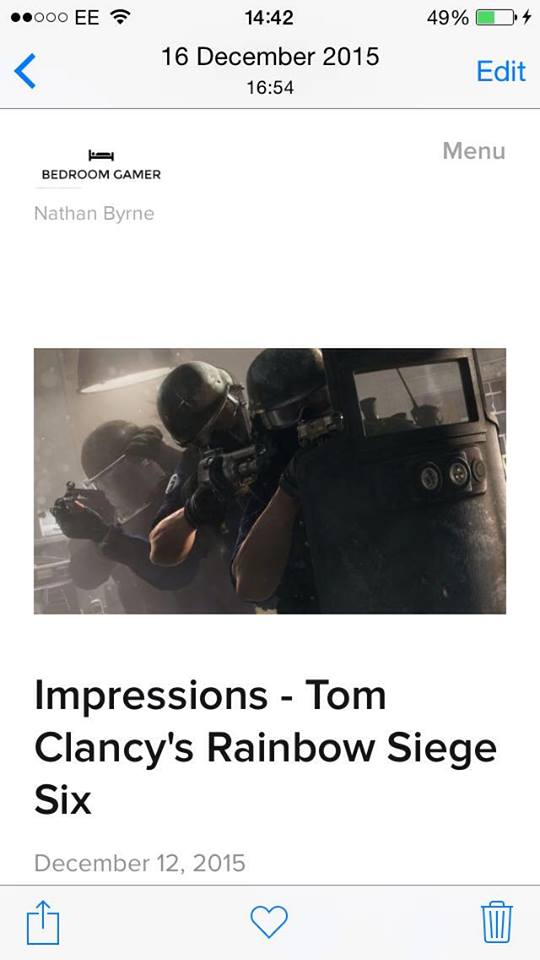 EE 14:42 49%
16 December 2015
16:54
Edit
BEDROOM GAMER
Menu
Nathan Byrne
Impressions - Tom
Clancy's Rainbow Siege
Six
December 12, 2015